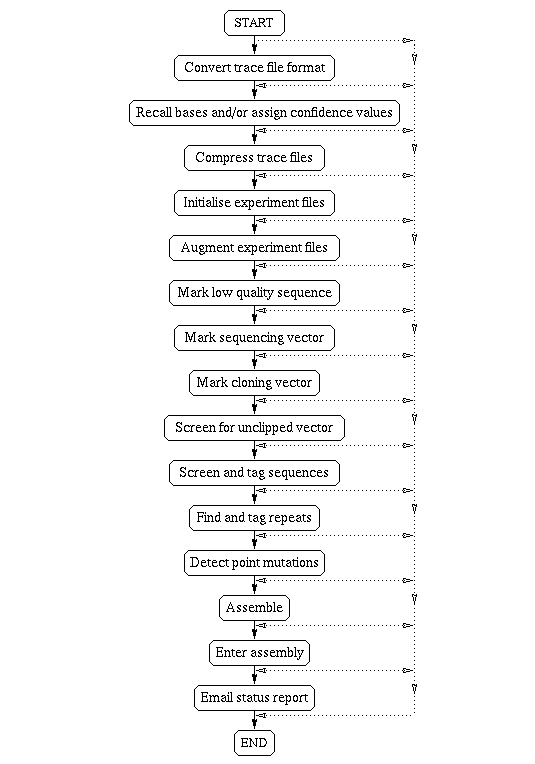 START
Convert trace file format
Recall bases and/or assign confidence values
Compress trace files
Initialise experiment files
Augment experiment files
Mark low quality sequence
Mark sequencing vector
Mark cloning vector
Screen for unclipped vector
Screen and tag sequences
Find and tag repeats
Detect point mutations
Assemble
Enter assembly
Email status report
END